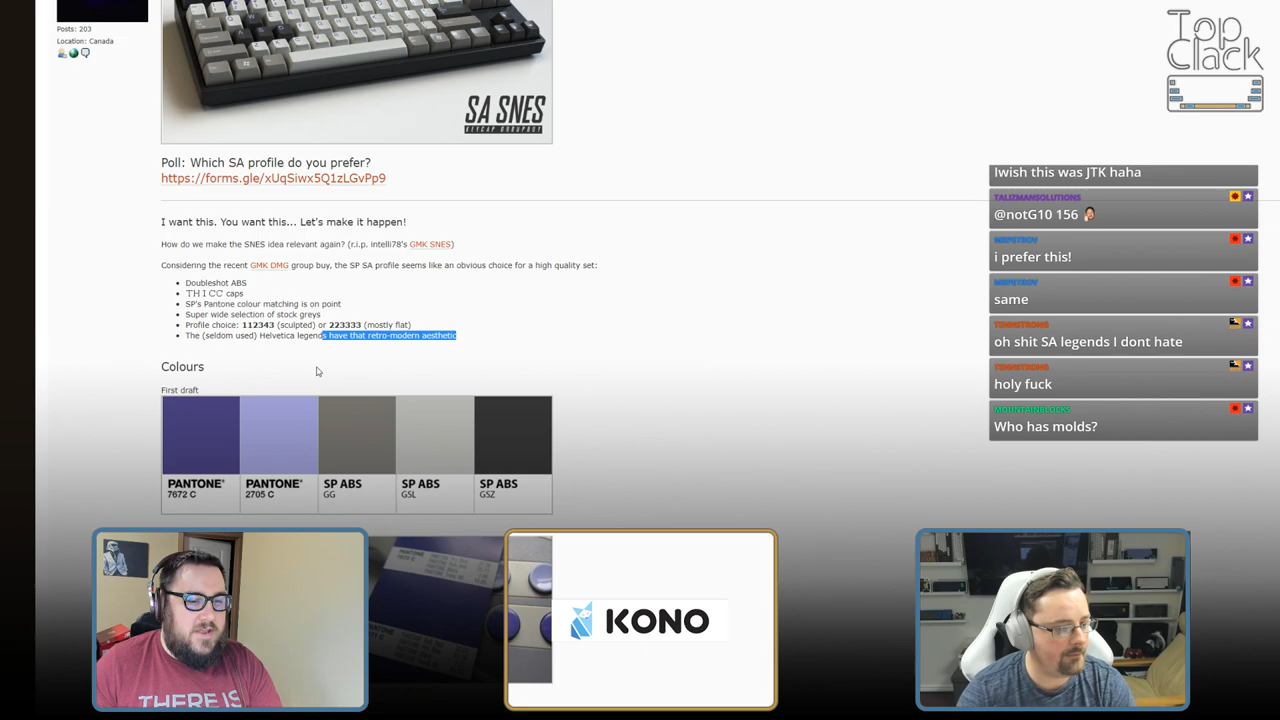 Posts: 203
Location: Canada
SA SNES
KEYCAP GROUPBUY
Top
Clack
Poll: Which SA profile do you prefer?
https://forms.gle/xUqSiwx5Q1zLGvPp9
I want this. You want this... Let's make it happen!
How do we make the SNES idea relevant again? (r.i.p. intelli78's GMK SNES)
Considering the recent GMK DMG group buy, the SP SA profile seems like an obvious choice for a high quality set:
Doubleshot ABS
THICC caps
SP's Pantone colour matching is on point
Super wide selection of stock greys
Profile choice: 112343 (sculpted) or 223333 (mostly flat)
The (seldom used) Helvetica legends have that retro-modern aesthetic
Colours
First draft
PANTONE® PANTONE® SP ABS SP ABS SP ABS
7672 C 2705 C GG GSL GSZ
Iwish this was JTK haha
TALIZMANSOLUTIONS
@notG10 156
MRPETROV
i prefer this!
MRPETROV
same
TENNSTRONG
oh shit SA legends I dont hate
TENNSTRONG
holy fuck
MOUNTAINBLOCKS
Who has molds?
PANTONE
KONO
THERE IS